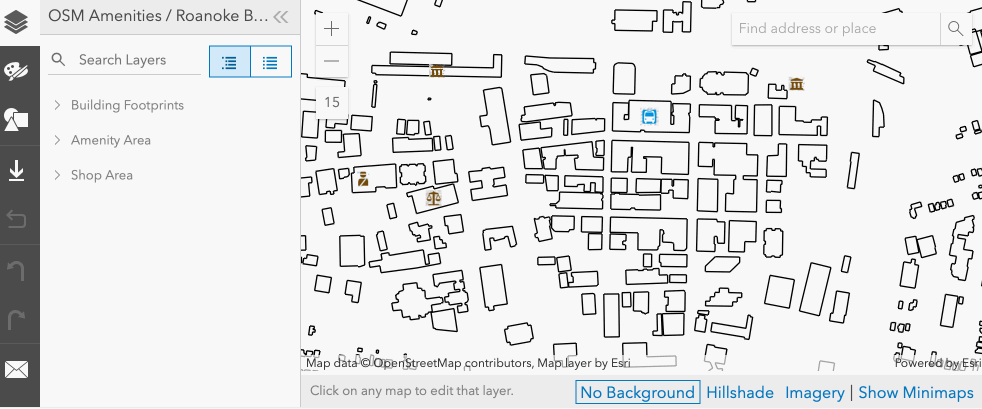 OSM Amenities / Roanoke B...
Search Layers
Building Footprints
Amenity Area
Shop Area
15
Find address or place
Map data © OpenStreetMap contributors, Map layer by Esri
Powered by Esri
Click on any map to edit that layer.
No Background Hillshade Imagery | Show Minimaps